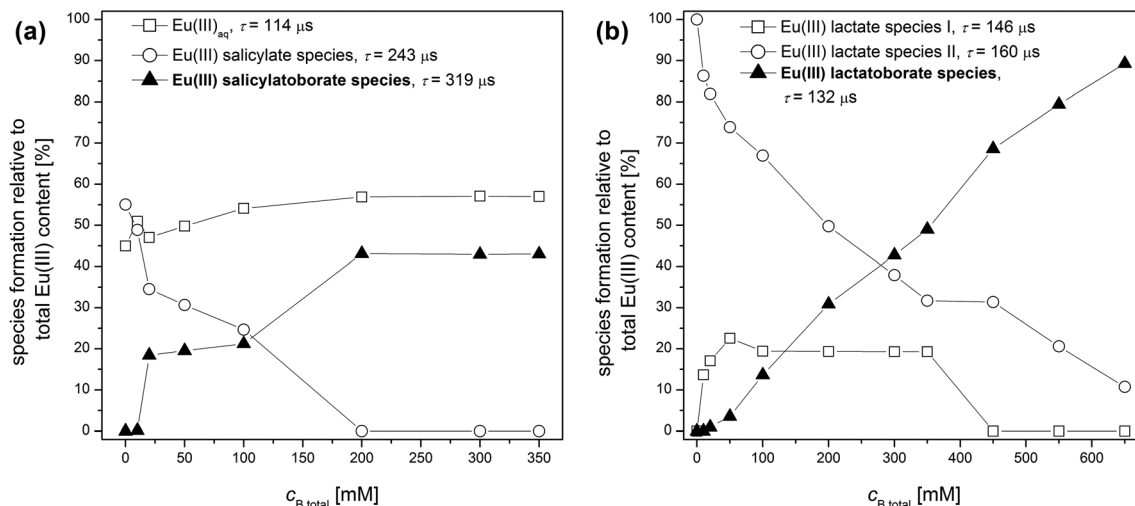 (a)
Eu(III)aq, τ = 114 μs
Eu(III) salicylate species, τ = 243 μs
Eu(III) salicylatoborate species, τ = 319 μs
species formation relative to
total Eu(III) content [%]
100
90
80
70
60
50
40
30
20
10
0
0 50 100 150 200 250 300 350
cB,total [mM]
(b)
Eu(III) lactate species I, τ = 146 μs
Eu(III) lactate species II, τ = 160 μs
Eu(III) lactatoborate species,
τ = 132 μs
species formation relative to
total Eu(III) content [%]
100
90
80
70
60
50
40
30
20
10
0
0 100 200 300 400 500 600
cB,total [mM]